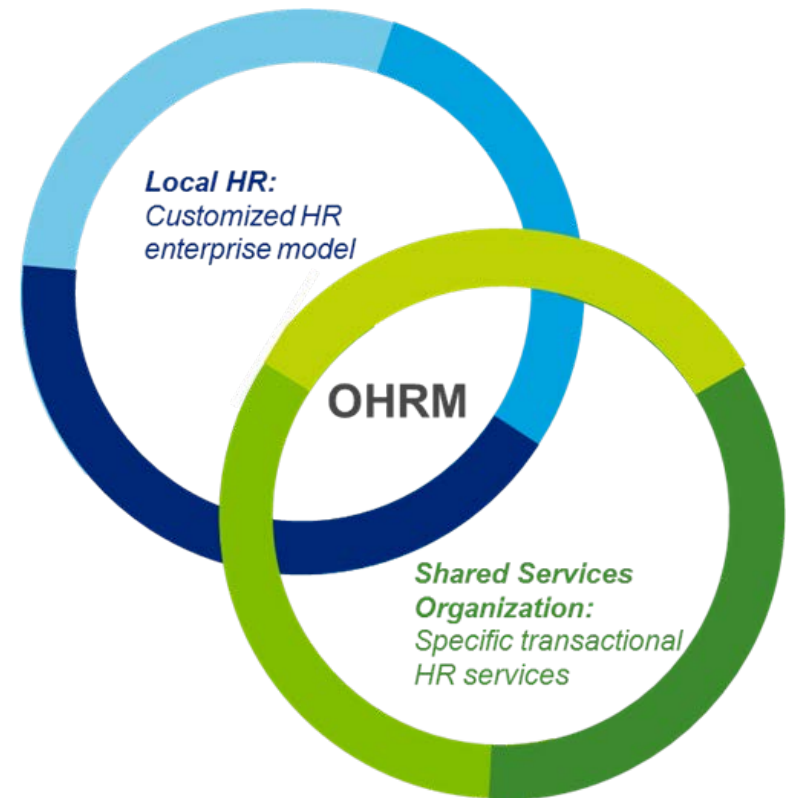 Local HR:
Customized HR
enterprise model
OHRM
Shared Services
Organization:
Specific transactional
HR services